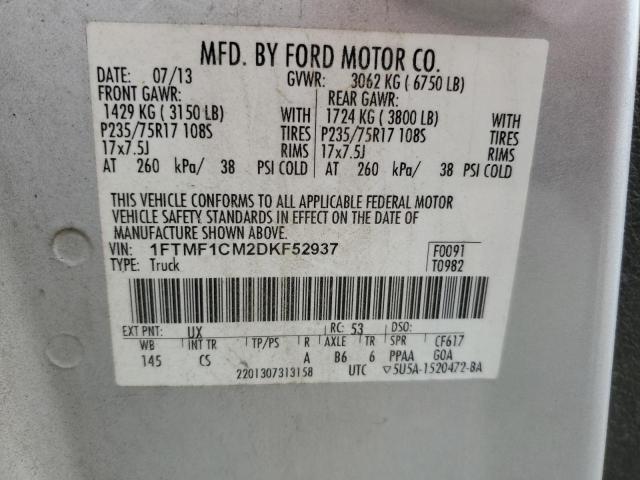 MFD. BY FORD MOTOR CO.
DATE: 07/13 GVWR: 3062 KG ( 6750 LB)
FRONT GAWR: REAR GAWR:
1429 KG ( 3150 LB) WITH 1724 KG ( 3800 LB) WITH
P235/75R17 108S TIRES P235/75R17 108S TIRES
17x7.5J RIMS 17x7.5J RIMS
AT 260 kPa/ 38 PSI COLD AT 260 kPa/ 38 PSI COLD
THIS VEHICLE CONFORMS TO ALL APPLICABLE FEDERAL MOTOR
VEHICLE SAFETY STANDARDS IN EFFECT ON THE DATE OF
MANUFACTURE SHOWN ABOVE.
VIN: 1FTMF1CM2DKF52937 F0091
TYPE: Truck T0982
EXT PNT: UX RC: 53 DSO:
WB INT TR TP/PS R AXLE TR SPR CF617
145 CS A B6 6 PPAA GOA
2201307313158 UTC ▽5U5A-1520472-BA